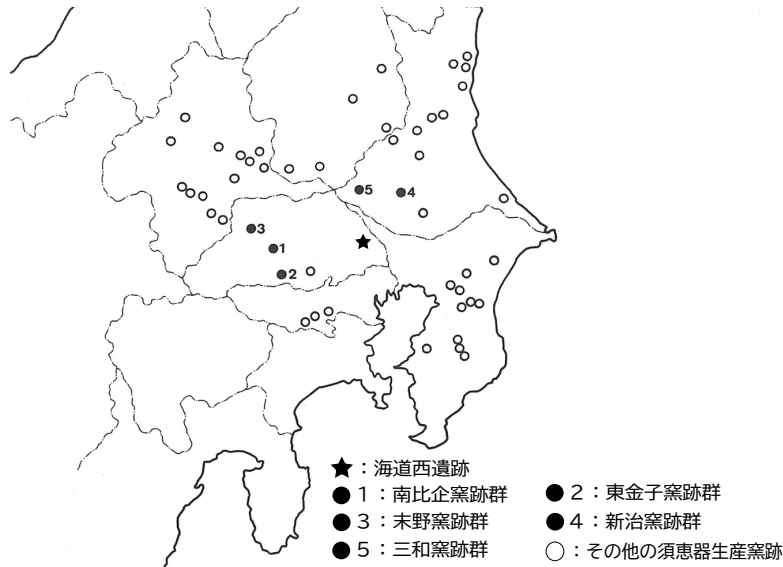 5
4
3
1
2
★：海道西遺跡
●1：南比企窯跡群
●2：東金子窯跡群
●3：末野窯跡群
●4：新治窯跡群
●5：三和窯跡群
○：その他の須恵器生産窯跡